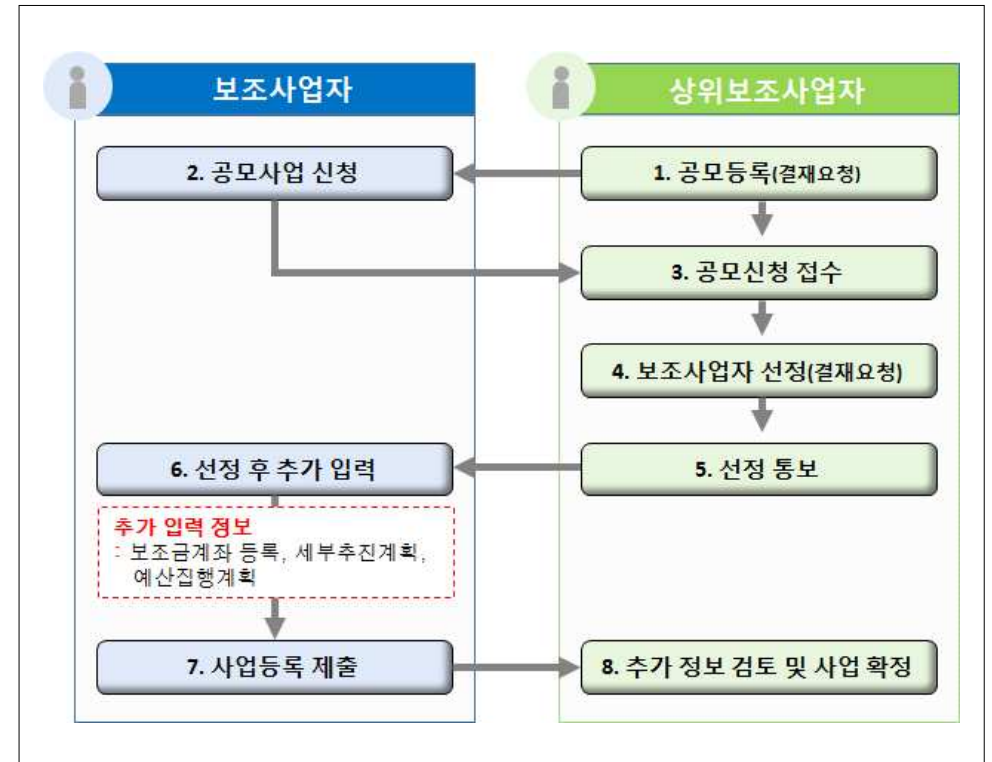 보조사업자
상위보조사업자
2. 공모사업 신청
1. 공모등록(결재요청)
3. 공모신청 접수
4. 보조사업자 선정(결재요청)
6. 선정 후 추가 입력
5. 선정 통보
추가 입력 정보
: 보조금계좌 등록, 세부추진계획,
예산집행계획
7. 사업등록 제출
8. 추가 정보 검토 및 사업 확정